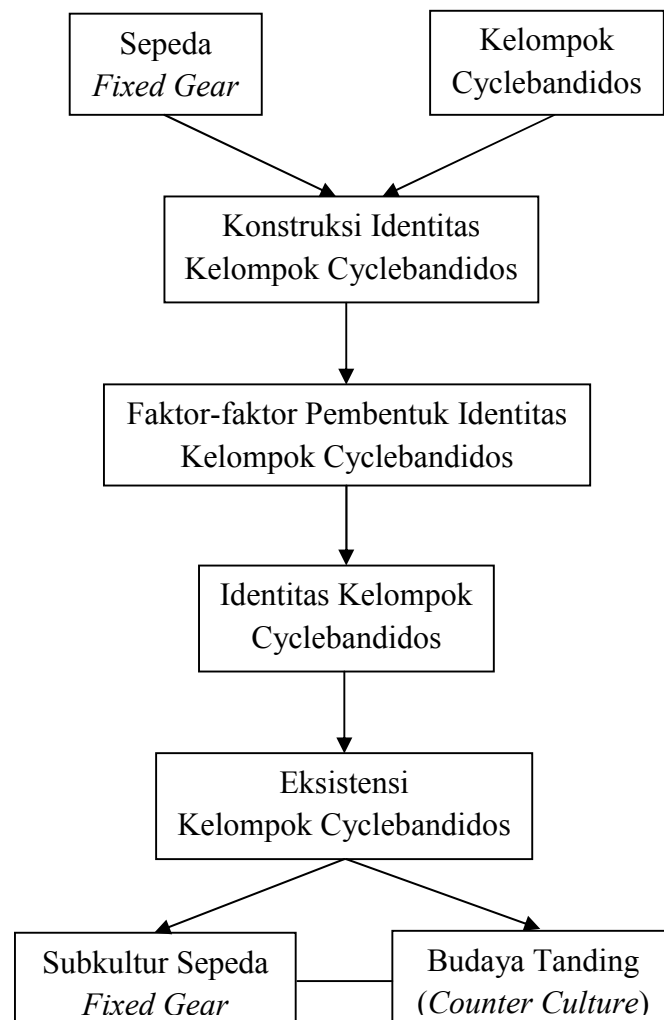 Sepeda
Fixed Gear
Kelompok
Cyclebandidos
Konstruksi Identitas
Kelompok Cyclebandidos
Faktor-faktor Pembentuk Identitas
Kelompok Cyclebandidos
Identitas Kelompok
Cyclebandidos
Eksistensi
Kelompok Cyclebandidos
Subkultur Sepeda
Fixed Gear
Budaya Tanding
(Counter Culture)